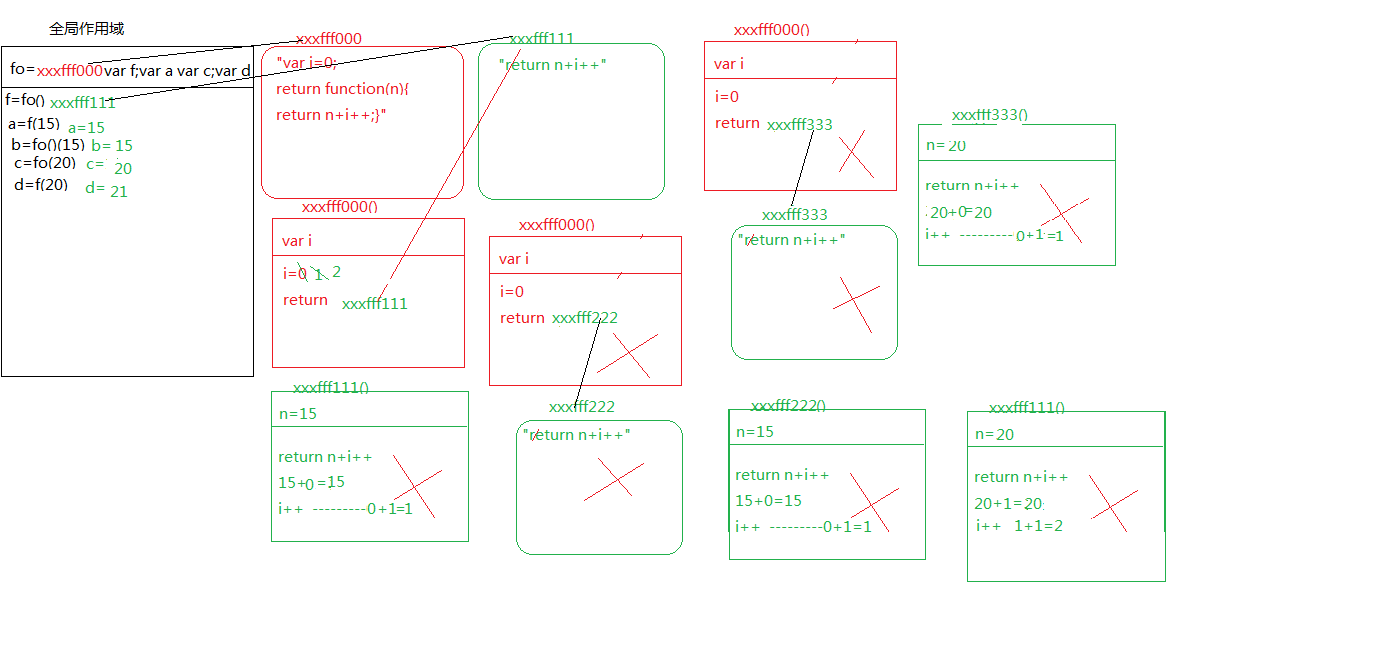 全局作用域
fo=xxxfff000var f;var a var c;var d
f=fo() xxxfff111
a=f(15) a=15
b=fo()(15) b= 15
c=fo(20) c= 20
d=f(20) d= 21
xxxfff000
"var i=0;
return function(n){
return n+i++;}"
xxxfff111
"return n+i++"
xxxfff000()
var i
i=0
return xxxfff333
xxxfff333()
n=20
return n+i++
20+0=20
i++ ---------0+1=1
xxxfff000()
var i
i=0 1 2
return xxxfff111
xxxfff000()
var i
i=0
return xxxfff222
xxxfff333
"return n+i++"
xxxfff111()
n=15
return n+i++
15+0=15
i++ ---------0+1=1
xxxfff222
"return n+i++"
xxxfff222()
n=15
return n+i++
15+0=15
i++ ---------0+1=1
xxxfff111()
n=20
return n+i++
20+1=20
i++ 1+1=2